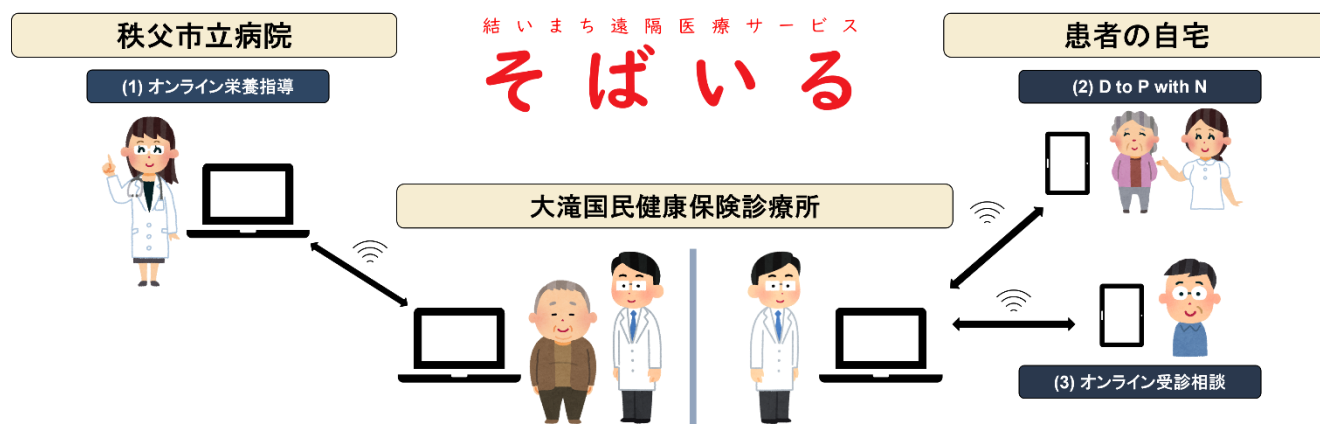 秩父市立病院
(1) オンライン栄養指導
結いまち遠隔医療サービス
そばいる
患者の自宅
(2) D to P with N
大滝国民健康保険診療所
(3) オンライン受診相談